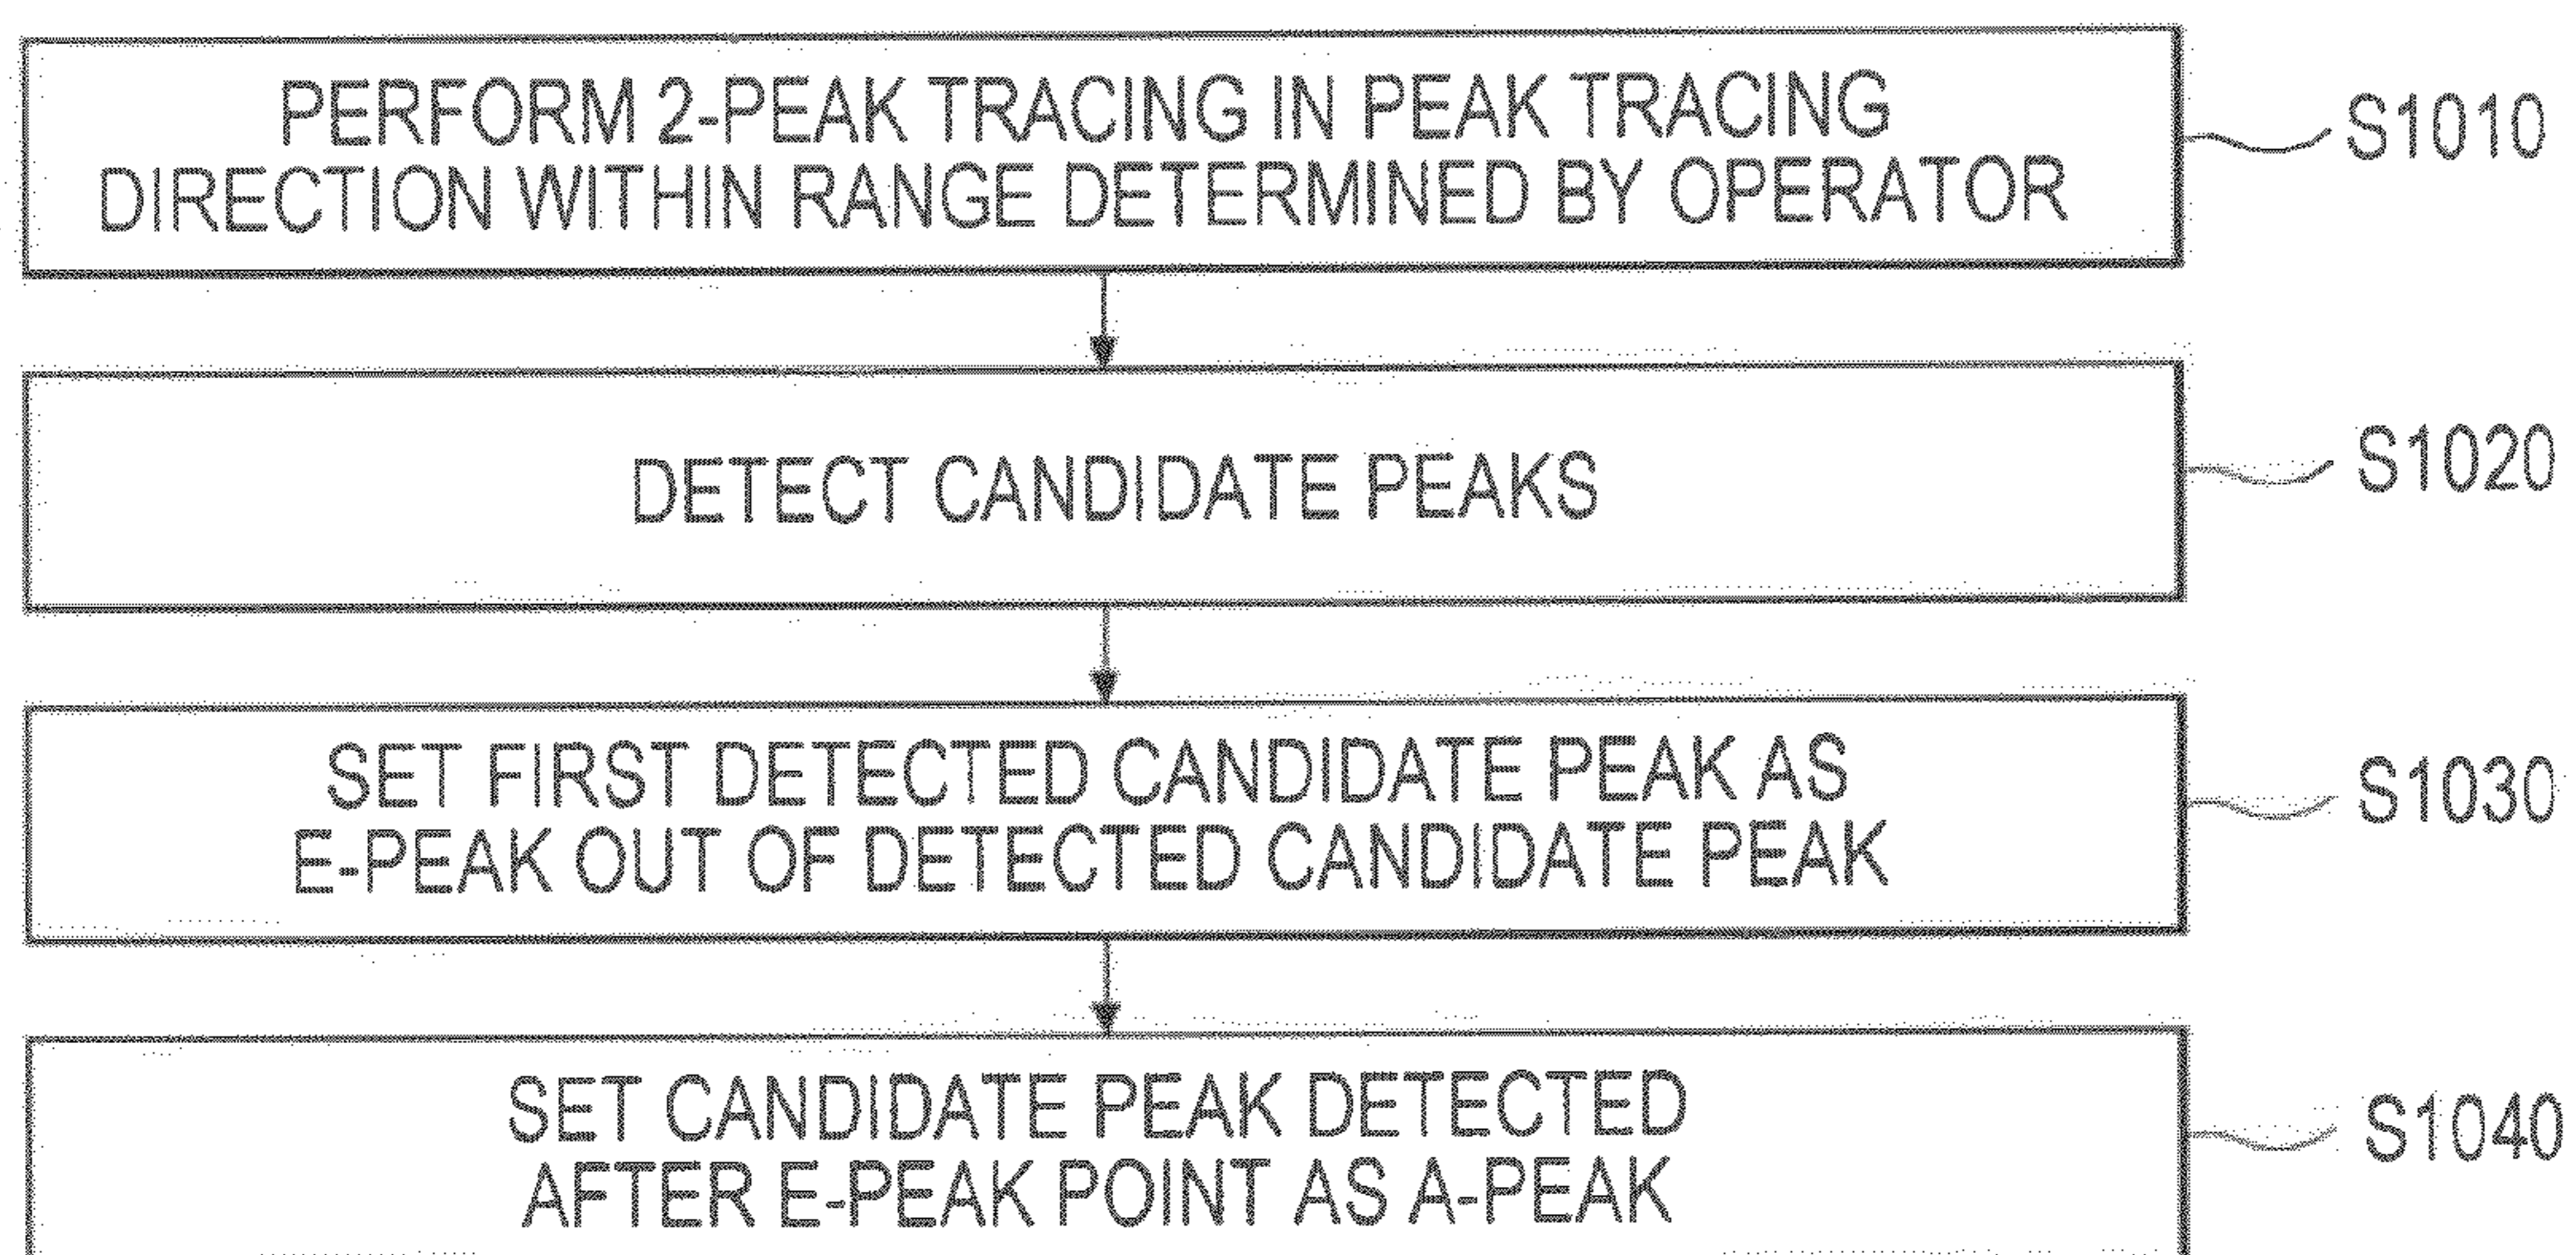 PERFORM 2-PEAK TRACING IN PEAK TRACING
DIRECTION WITHIN RANGE DETERMINED BY OPERATOR
S1010
DETECT CANDIDATE PEAKS
S1020
SET FIRST DETECTED CANDIDATE PEAK AS
E-PEAK OUT OF DETECTED CANDIDATE PEAK
S1030
SET CANDIDATE PEAK DETECTED
AFTER E-PEAK POINT AS A-PEAK
S1040